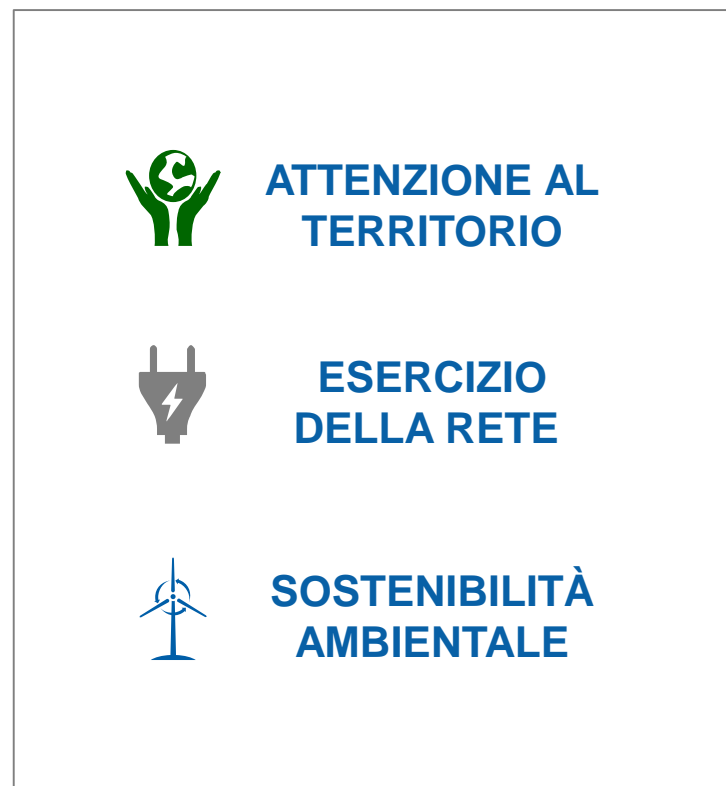 ATTENZIONE AL
TERRITORIO
ESERCIZIO
DELLA RETE
SOSTENIBILITÀ
AMBIENTALE